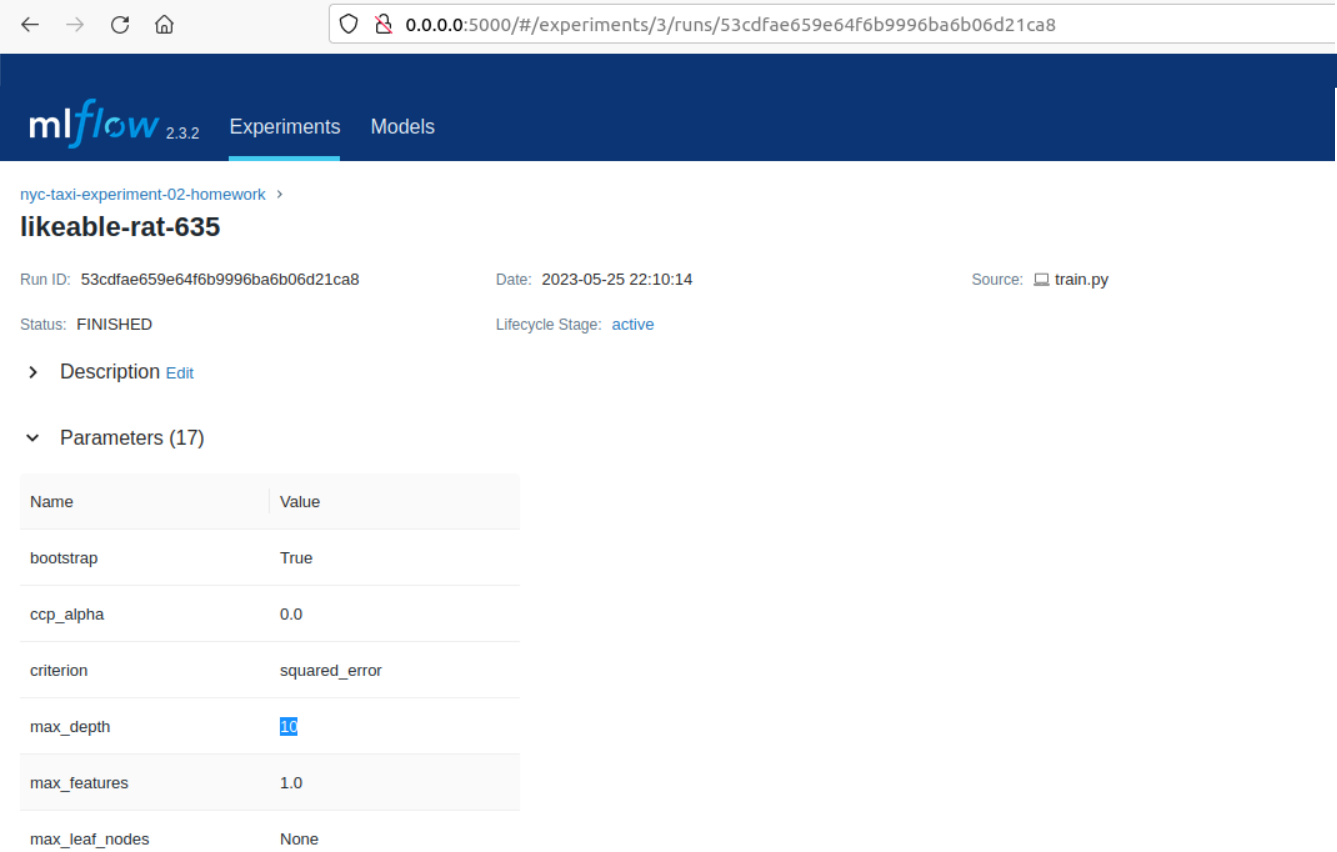 0.0.0.0:5000/#/experiments/3/runs/53cdfae659e64f6b9996ba6b06d21ca8
mlflow 2.3.2 Experiments Models
nyc-taxi-experiment-02-homework >
likeable-rat-635
Run ID: 53cdfae659e64f6b9996ba6b06d21ca8 Date: 2023-05-25 22:10:14 Source: train.py
Status: FINISHED Lifecycle Stage: active
Description Edit
Parameters (17)
Name Value
bootstrap True
ccp_alpha 0.0
criterion squared_error
max_depth 10
max_features 1.0
max_leaf_nodes None